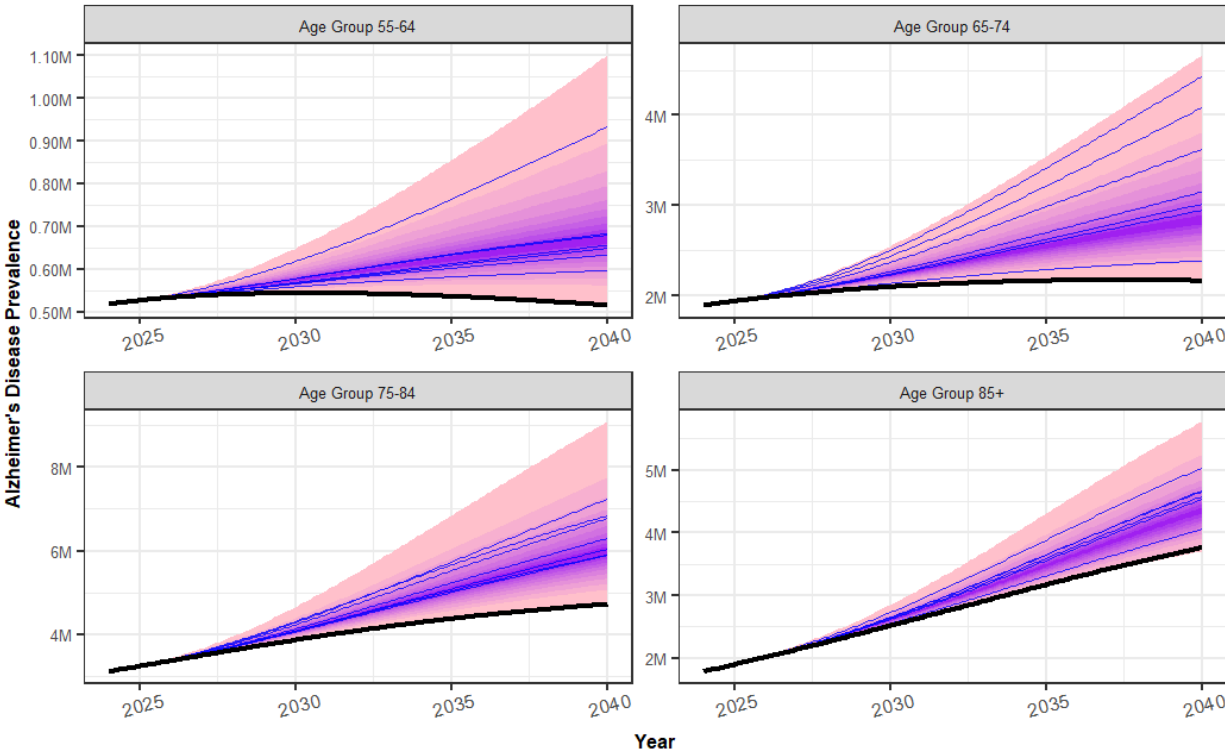 Age Group 55-64
Age Group 65-74
1.10M
1.00M
0.90M
0.80M
0.70M
0.60M
0.50M
4M
3M
2M
2025
2030
2035
2040
2025
2030
2035
2040
Alzheimer's Disease Prevalence
Age Group 75-84
Age Group 85+
8M
6M
4M
5M
4M
3M
2M
2025
2030
2035
2040
2025
2030
2035
2040
Year